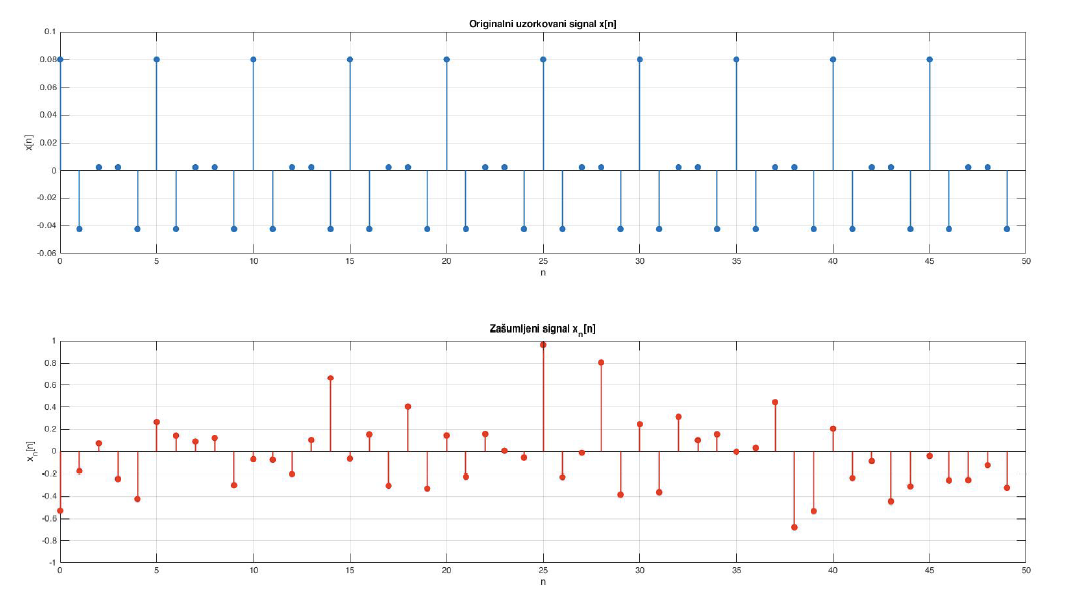 Originalni uzorkovani signal x[n]
0.1
0.08
0.06
0.04
0.02
0
-0.02
-0.04
-0.06
x[n]
0 5 10 15 20 25 30 35 40 45 50
n
Zašumljeni signal x_n[n]
1
0.8
0.6
0.4
0.2
0
-0.2
-0.4
-0.6
-0.8
-1
x_n[n]
0 5 10 15 20 25 30 35 40 45 50
n